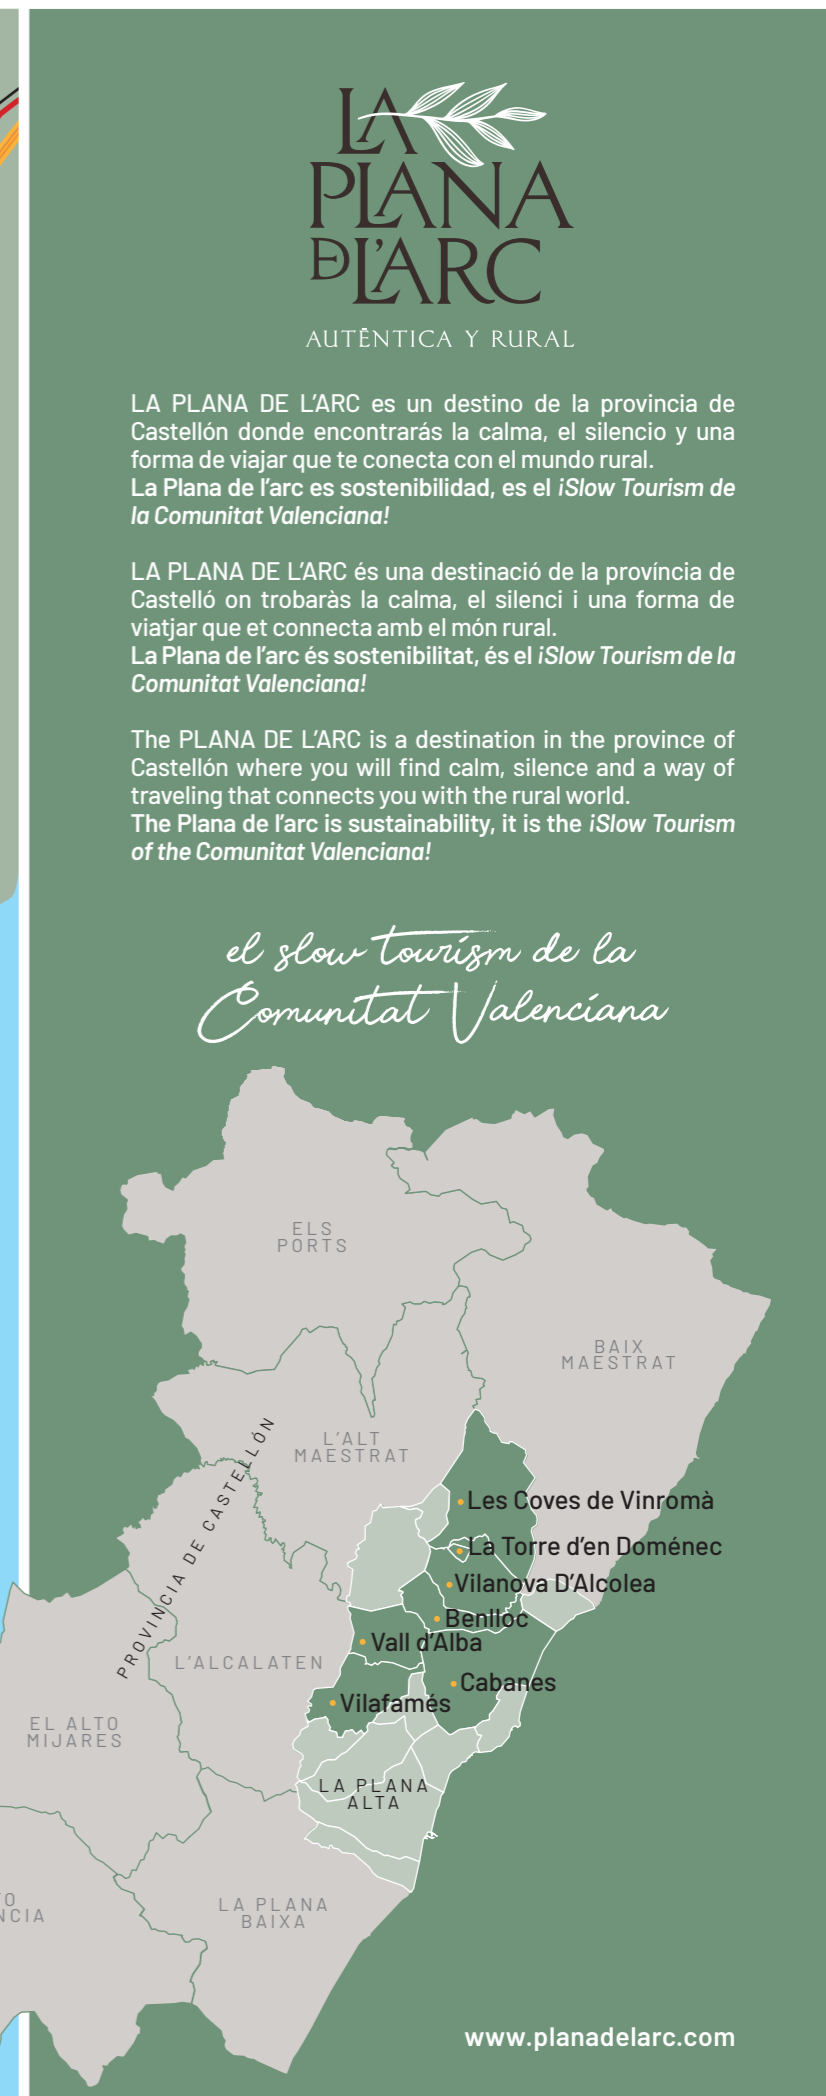 LA
PLANA
DE L'ARC
AUTÉNTICA Y RURAL
LA PLANA DE L'ARC es un destino de la provincia de
Castellón donde encontrarás la calma, el silencio y una
forma de viajar que te conecta con el mundo rural.
La Plana de l'arc es sostenibilidad, es el ¡Slow Tourism de
la Comunitat Valenciana!
LA PLANA DE L'ARC és una destinació de la província de
Castelló on trobaràs la calma, el silenci i una forma de
viatjar que et connecta amb el món rural.
La Plana de l'arc és sostenibilitat, és el ¡Slow Tourism de la
Comunitat Valenciana!
The PLANA DE L'ARC is a destination in the province of
Castellón where you will find calm, silence and a way of
traveling that connects you with the rural world.
The Plana de l'arc is sustainability, it is the ¡Slow Tourism
of the Comunitat Valenciana!
el slow tourism de la
Comunitat Valenciana
ELS
PORTS
BAIX
MAESTRAT
L'ALT
MAESTRAT
PROVINCIA DE CASTELLÓN
Les Coves de Vinromà
La Torre d'en Doménec
Vilanova D'Alcolea
Benlloc
Vall d'Alba
L'ALCALATEN
Cabanes
Vilafamés
EL ALTO
MIJARES
LA PLANA
ALTA
LA PLANA
BAIXA
www.planadelarc.com